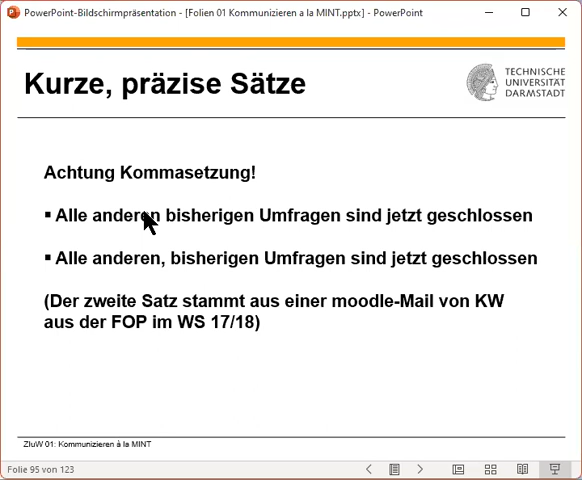 PowerPoint-Bildschirmpräsentation - [Folien 01 Kommunizieren a la MINT.pptx] - PowerPoint
Kurze, präzise Sätze
TECHNISCHE
UNIVERSITÄT
DARMSTADT
Achtung Kommasetzung!
▪ Alle anderen bisherigen Umfragen sind jetzt geschlossen
▪ Alle anderen, bisherigen Umfragen sind jetzt geschlossen
(Der zweite Satz stammt aus einer moodle-Mail von KW
aus der FOP im WS 17/18)
ZIuW 01: Kommunizieren à la MINT
Folie 95 von 123